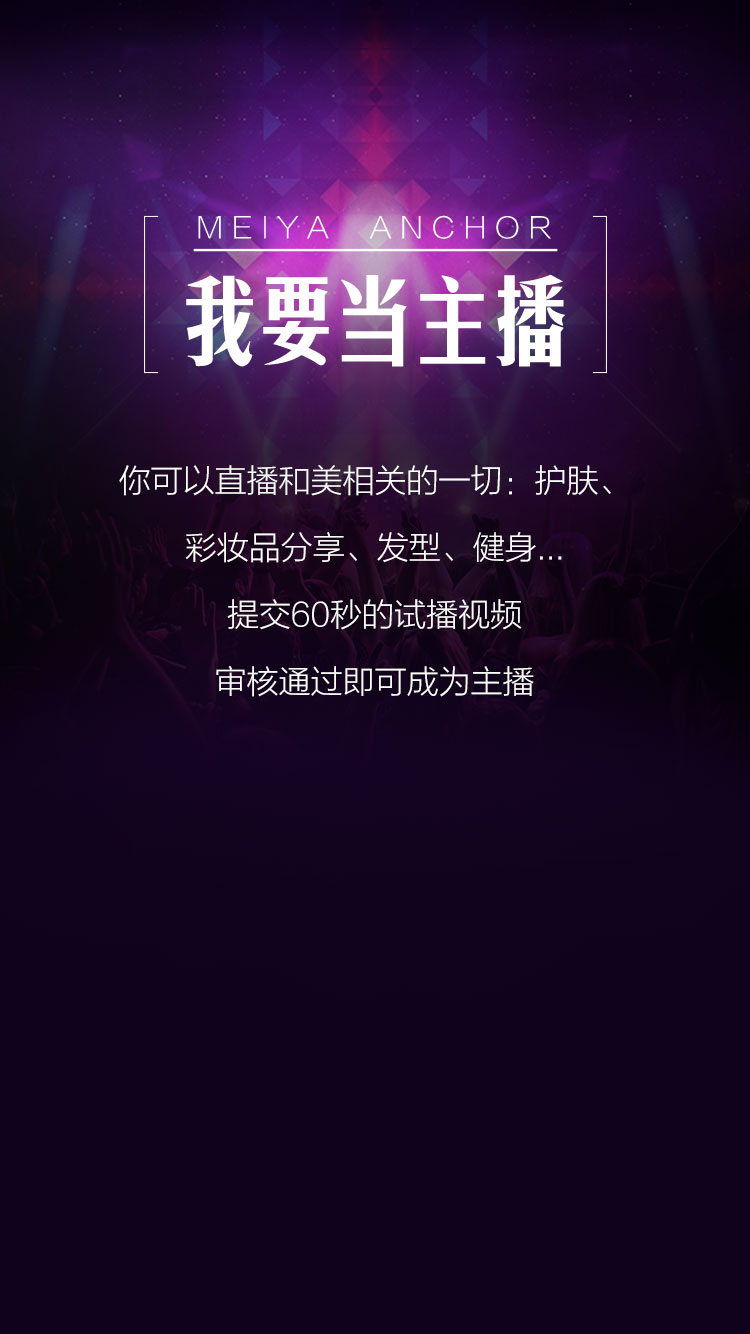 MEIYA ANCHOR
我要当主播
你可以直播和美相关的一切：护肤、
彩妆品分享、发型、健身...
提交60秒的试播视频
审核通过即可成为主播